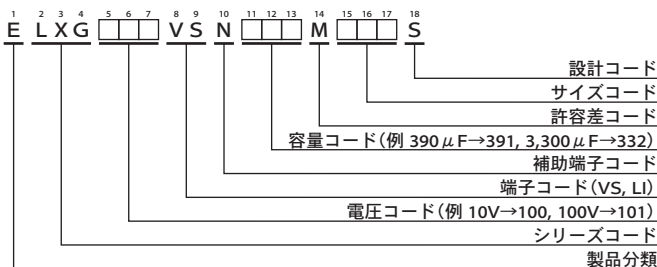 1 2 3 4 5 6 7 8 9 10 11 12 13 14 15 16 17 18
E L X G □□□ V S N □□□ M □□□ S
設計コード
サイズコード
許容差コード
容量コード(例 390μF→391, 3,300μF→332)
補助端子コード
端子コード(VS, LI)
電圧コード(例 10V→100, 100V→101)
シリーズコード
製品分類